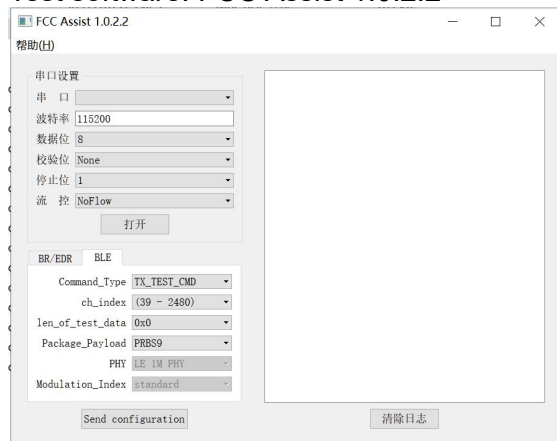 FCC Assist 1.0.2.2
帮助(H)
串口设置
串 口
波特率 115200
数据位 8
校验位 None
停止位 1
流 控 NoFlow
打开
BR/EDR BLE
Command_Type TX_TEST_CMD
ch_index (39 - 2480)
len_of_test_data 0x0
Package_Payload PRBS9
PHY LE 1M PHY
Modulation_Index standard
Send configuration 清除日志